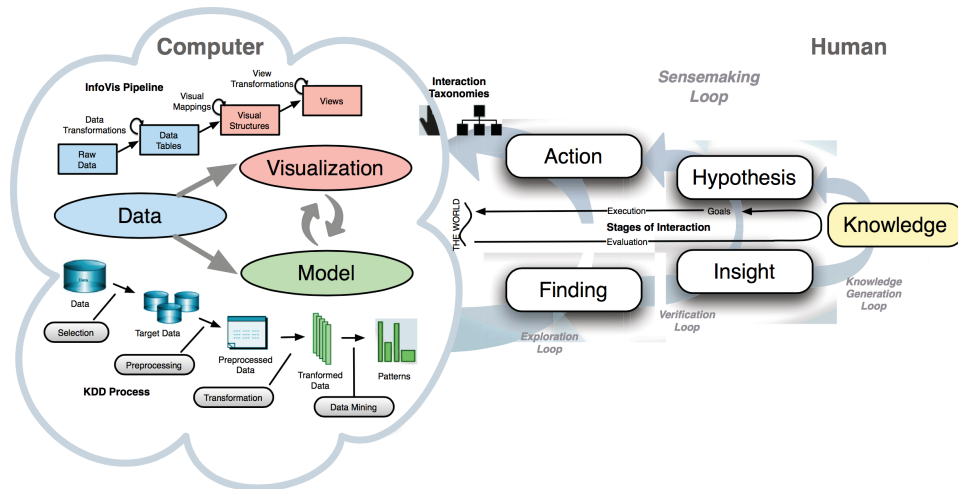 Computer
Human
InfoVis Pipeline
View
Transformations
Visual
Mappings
Data
Transformations
Raw
Data
Data
Tables
Visual
Structures
Views
Interaction
Taxonomies
Sensemaking
Loop
Visualization
Data
Model
Action
Hypothesis
THE WORLD
Execution
Goals
Stages of Interaction
Evaluation
Knowledge
Finding
Insight
Exploration
Loop
Verification
Loop
Knowledge
Generation Loop
Data
Data
Selection
Target Data
Preprocessing
Preprocessed
Data
Transformation
Tranformed
Data
Data Mining
Patterns
KDD Process